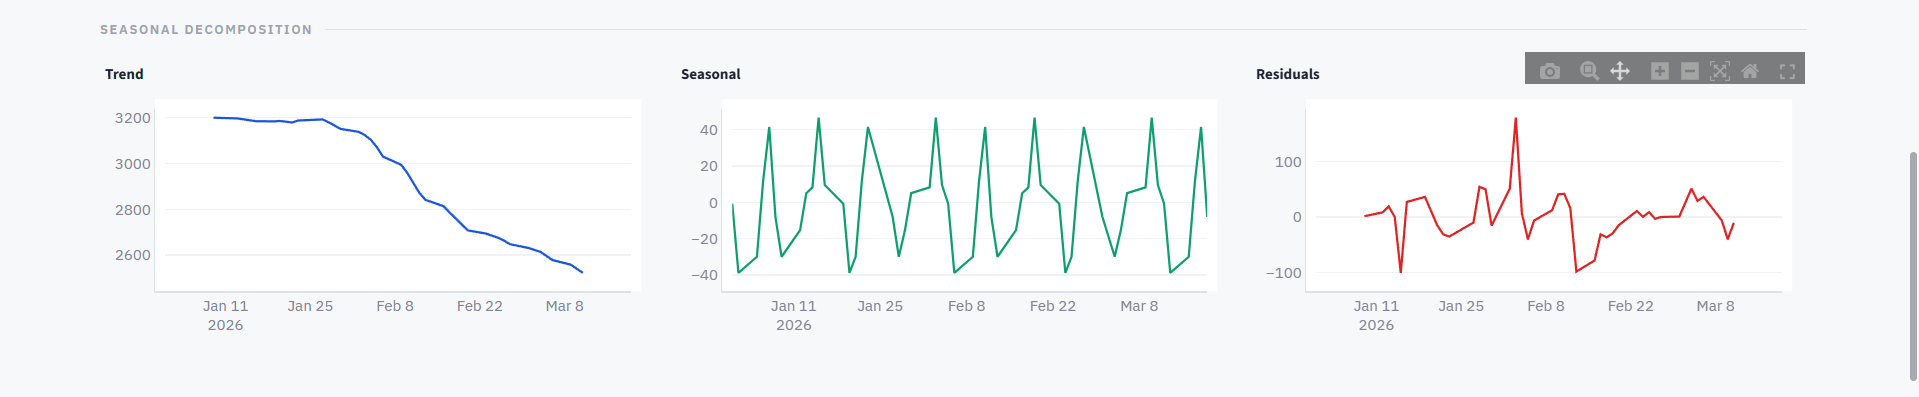 SEASONAL DECOMPOSITION
Trend
3200
3000
2800
2600
Jan 11 Jan 25 Feb 8 Feb 22 Mar 8
2026
Seasonal
40
20
0
−20
−40
Jan 11 Jan 25 Feb 8 Feb 22 Mar 8
2026
Residuals
100
0
−100
Jan 11 Jan 25 Feb 8 Feb 22 Mar 8
2026